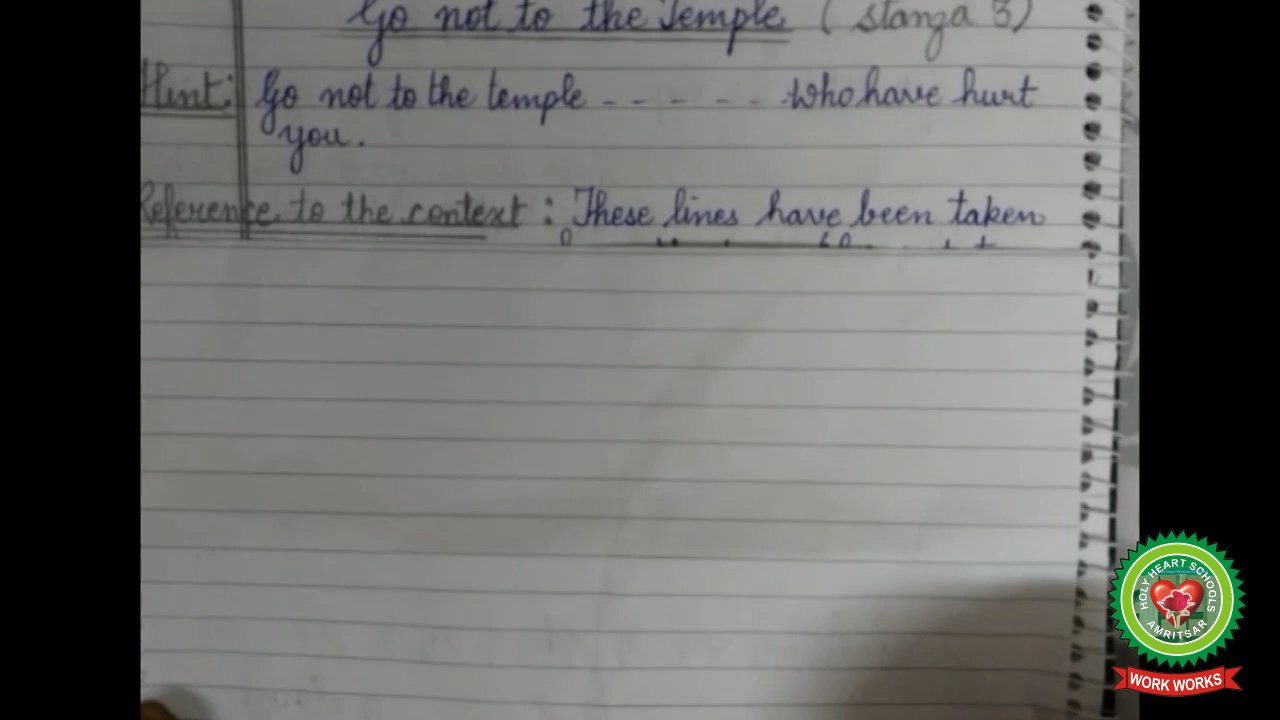 Go not to the Temple ( stanza 3)
Hint: Go not to the temple - - - - - - who have hurt
you.
Reference to the context : These lines have been taken
HOLY HEART SCHOOLS
AMRITSAR
WORK WORKS